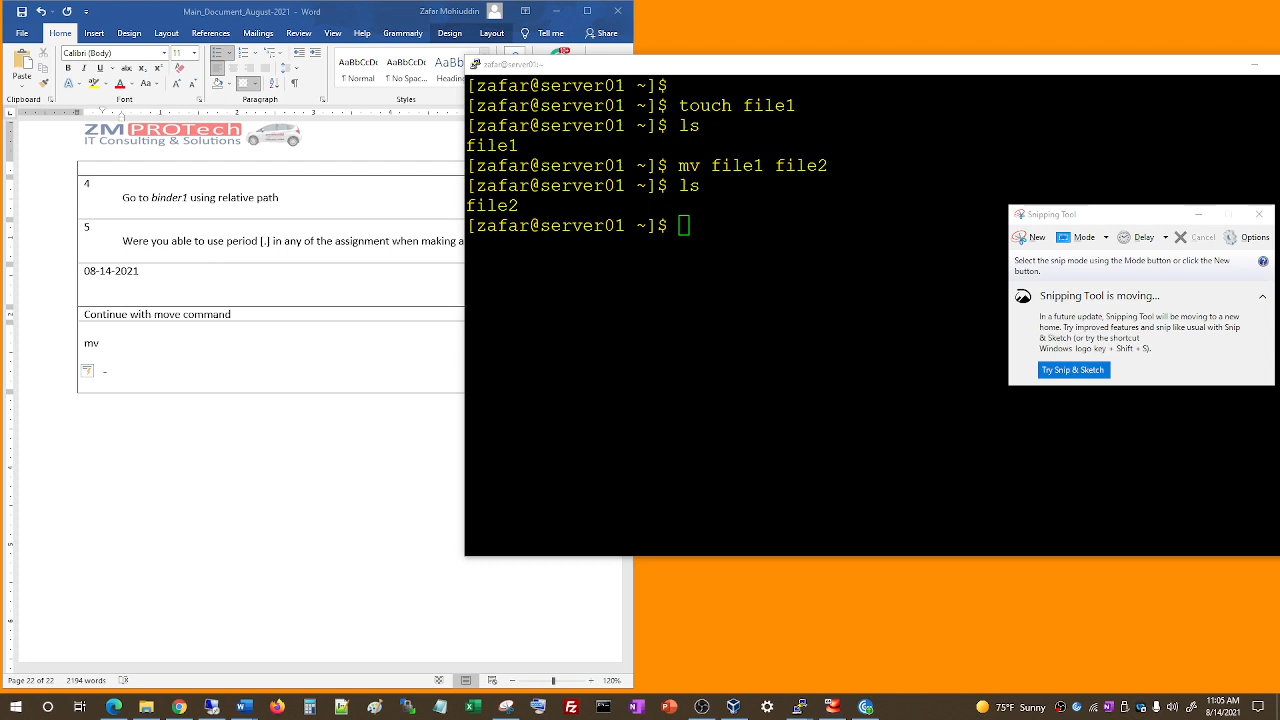 Main_Document_August-2021 - Word
Zafar Mohiuddin
File Home Insert Draw Design Layout References Mailings Review View Help Grammarly Design Layout Tell me Share
Paste
Calibri (Body) 11
B I U
AaBbCcDc AaBbCcDc AaBbC
¶ Normal ¶ No Spac... Heading
Clipboard Font Paragraph Styles
ZMPROTech
IT Consulting & Solutions
4
Go to binder1 using relative path
5
Were you able to use period [.] in any of the assignment when making a
08-14-2021
Continue with move command
mv
-
Page 22 of 22 2194 words 120%
zafar@server01:~
[zafar@server01 ~]$
[zafar@server01 ~]$ touch file1
[zafar@server01 ~]$ ls
file1
[zafar@server01 ~]$ mv file1 file2
[zafar@server01 ~]$ ls
file2
[zafar@server01 ~]$
Snipping Tool
New Mode Delay Cancel Options
Select the snip mode using the Mode button or click the New
button.
Snipping Tool is moving...
In a future update, Snipping Tool will be moving to a new
home. Try improved features and snip like usual with Snip
& Sketch (or try the shortcut
Windows logo key + Shift + S).
Try Snip & Sketch
75°F Sunny
11:05 AM
8/14/2021